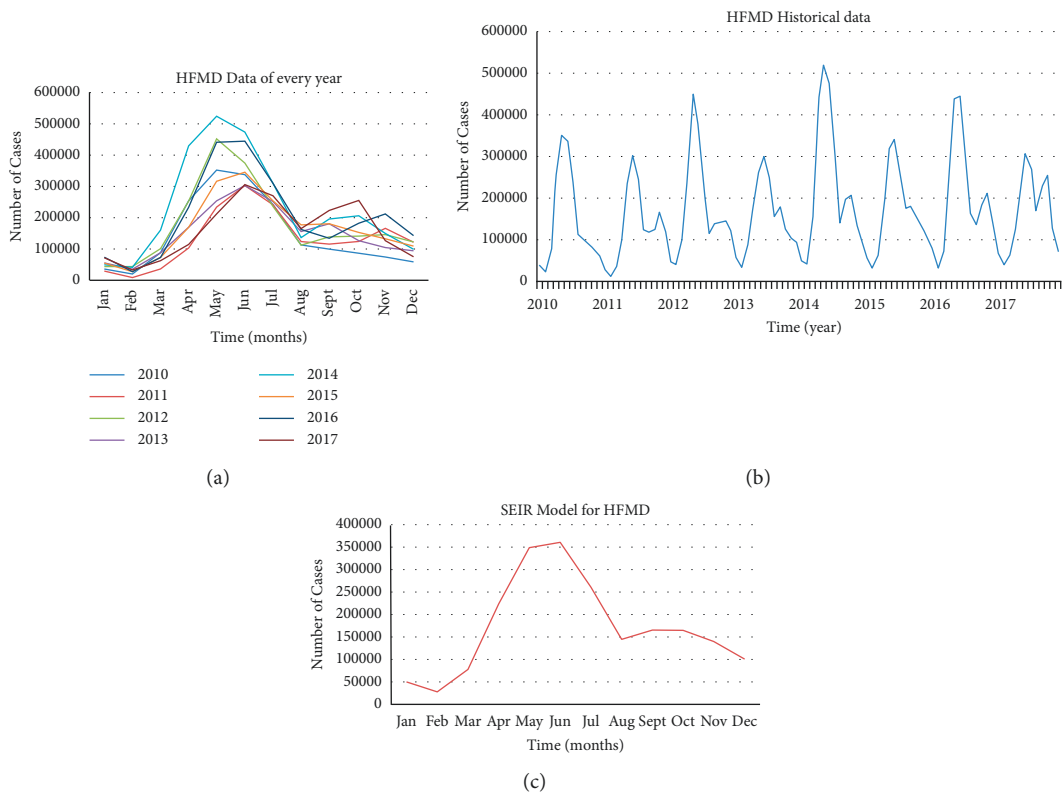 HFMD Data of every year
Number of Cases
600000
500000
400000
300000
200000
100000
0
Jan
Feb
Mar
Apr
May
Jun
Jul
Aug
Sept
Oct
Nov
Dec
Time (months)
2010
2011
2012
2013
2014
2015
2016
2017
(a)
HFMD Historical data
Number of Cases
600000
500000
400000
300000
200000
100000
0
2010
2011
2012
2013
2014
2015
2016
2017
Time (year)
(b)
SEIR Model for HFMD
Number of Cases
400000
350000
250000
200000
150000
100000
50000
0
Jan Feb Mar Apr May Jun Jul Aug Sept Oct Nov Dec
Time (months)
(c)